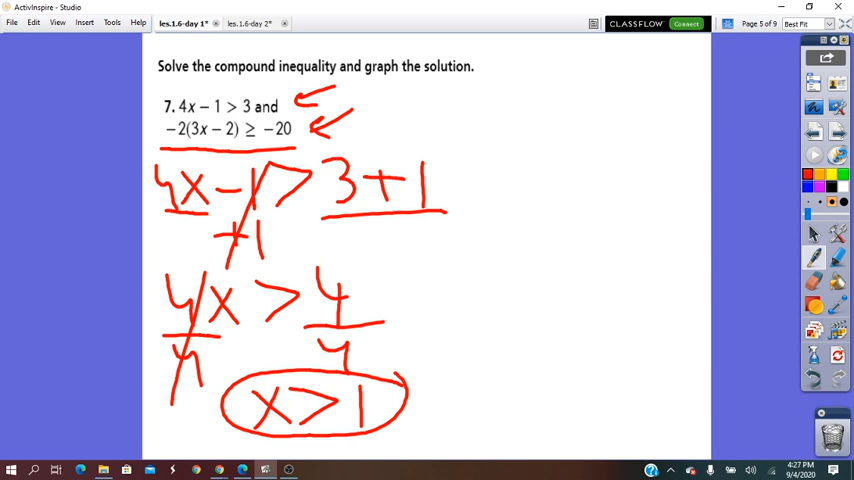 ActivInspire - Studio
File Edit View Insert Tools Help
les.1.6-day 1*
les.1.6-day 2*
CLASSFLOW
Connect
Page 5 of 9
Best Fit
Solve the compound inequality and graph the solution.
7. 4x − 1 > 3 and
−2(3x − 2) ≥ −20
4x − 1 > 3 + 1
+1
4x > 4
4 4
x > 1
4:27 PM
9/4/2020